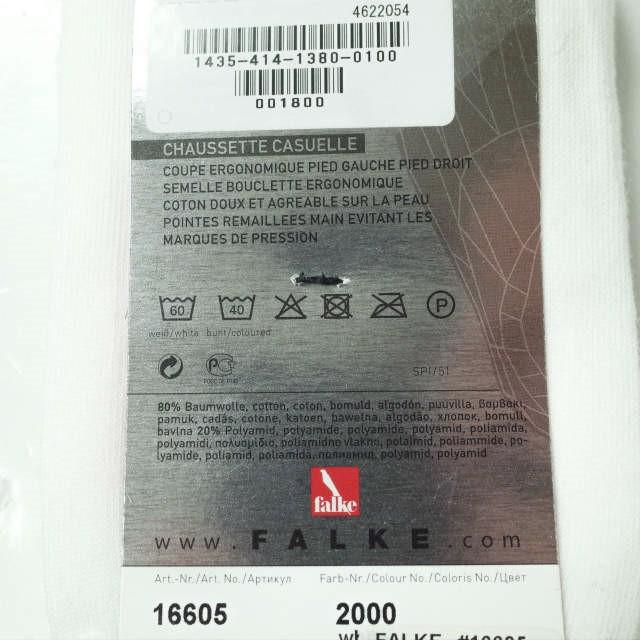 4622054
1435-414-1380-0100
001800
CHAUSSETTE CASUELLE
COUPE ERGONOMIQUE PIED GAUCHE PIED DROIT
SEMELLE BOUCLETTE ERGONOMIQUE
COTON DOUX ET AGREABLE SUR LA PEAU
POINTES REMAILLEES MAIN EVITANT LES
MARQUES DE PRESSION
60 40 P
weiß/white bunt/coloured
PCT
SPI/51
80% Baumwolle, cotton, coton, bomuld, algodón, puuvilla, βαμβάκι,
pamuk, cadás, cotone, katoen, bawełna, algodão, хлопок, bomull,
bavlna 20% Polyamid, polyamide, polyamide, polyamid, poliamida,
polyamidi, πολυαμίδιο, poliamidno vlakno, polaimíd, poliammide, po-
lyamide, poliamid, poliamida, полиамид, polyamid, polyamid
falke
www.FALKE.com
Art.-Nr./Art. No./Артикул Farb-Nr./Colour No./Coloris No./Цвет
16605 2000
wt. FALKE